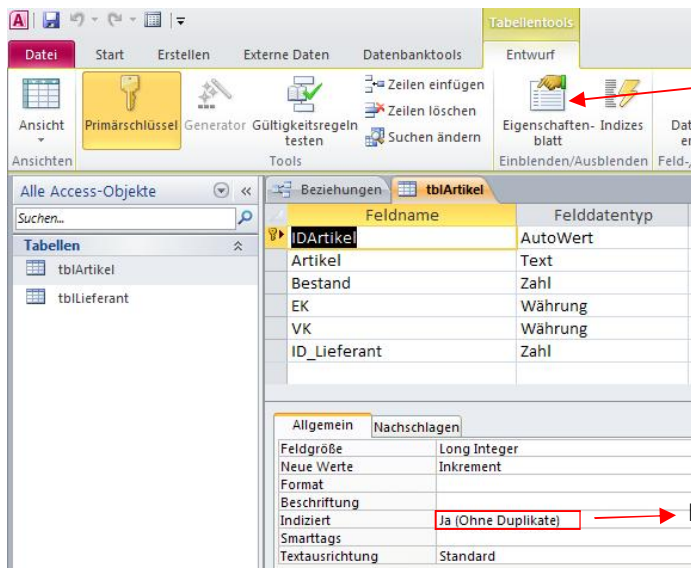 Tabellentools
Datei Start Erstellen Externe Daten Datenbanktools Entwurf
Ansicht
Primärschlüssel
Generator
Gültigkeitsregeln
testen
Zeilen einfügen
Zeilen löschen
Suchen ändern
Eigenschaften-
blatt
Indizes
Ansichten
Tools
Einblenden/Ausblenden
Alle Access-Objekte
Suchen...
Tabellen
tblArtikel
tblLieferant
Beziehungen tblArtikel
Feldname Felddatentyp
IDArtikel AutoWert
Artikel Text
Bestand Zahl
EK Währung
VK Währung
ID_Lieferant Zahl
Allgemein Nachschlagen
Feldgröße Long Integer
Neue Werte Inkrement
Format
Beschriftung
Indiziert Ja (Ohne Duplikate)
Smarttags
Textausrichtung Standard